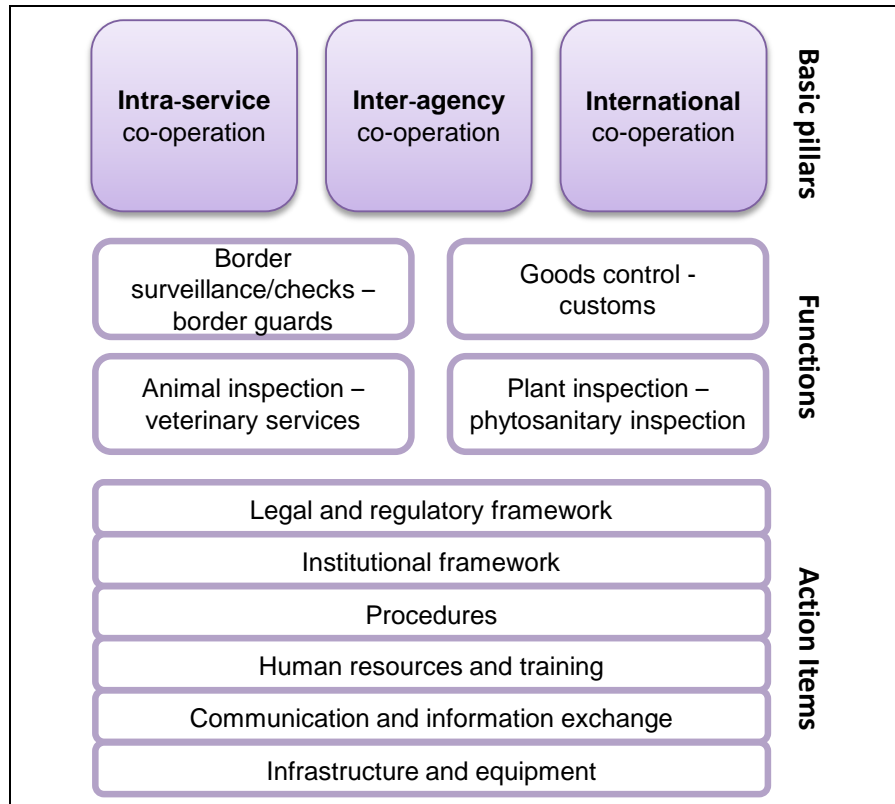 Intra-service
co-operation
Inter-agency
co-operation
International
co-operation
Basic pillars
Border
surveillance/checks –
border guards
Goods control -
customs
Animal inspection –
veterinary services
Plant inspection –
phytosanitary inspection
Functions
Legal and regulatory framework
Institutional framework
Procedures
Human resources and training
Communication and information exchange
Infrastructure and equipment
Action Items